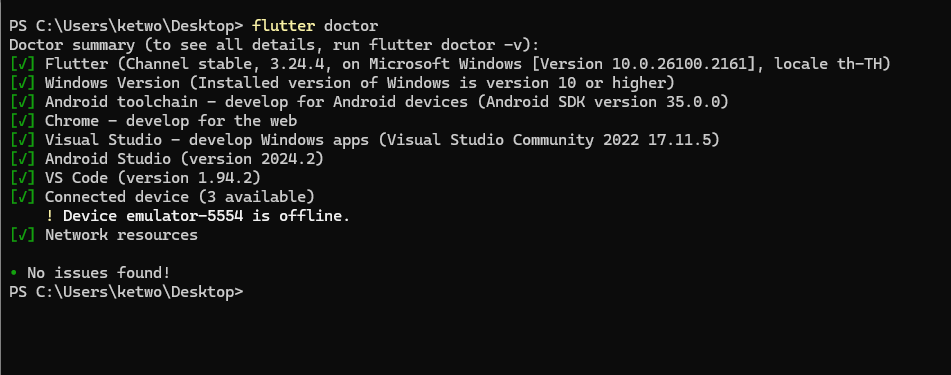 PS C:\Users\ketwo\Desktop> flutter doctor
Doctor summary (to see all details, run flutter doctor -v):
[√] Flutter (Channel stable, 3.24.4, on Microsoft Windows [Version 10.0.26100.2161], locale th-TH)
[√] Windows Version (Installed version of Windows is version 10 or higher)
[√] Android toolchain - develop for Android devices (Android SDK version 35.0.0)
[√] Chrome - develop for the web
[√] Visual Studio - develop Windows apps (Visual Studio Community 2022 17.11.5)
[√] Android Studio (version 2024.2)
[√] VS Code (version 1.94.2)
[√] Connected device (3 available)
    ! Device emulator-5554 is offline.
[√] Network resources
• No issues found!
PS C:\Users\ketwo\Desktop>